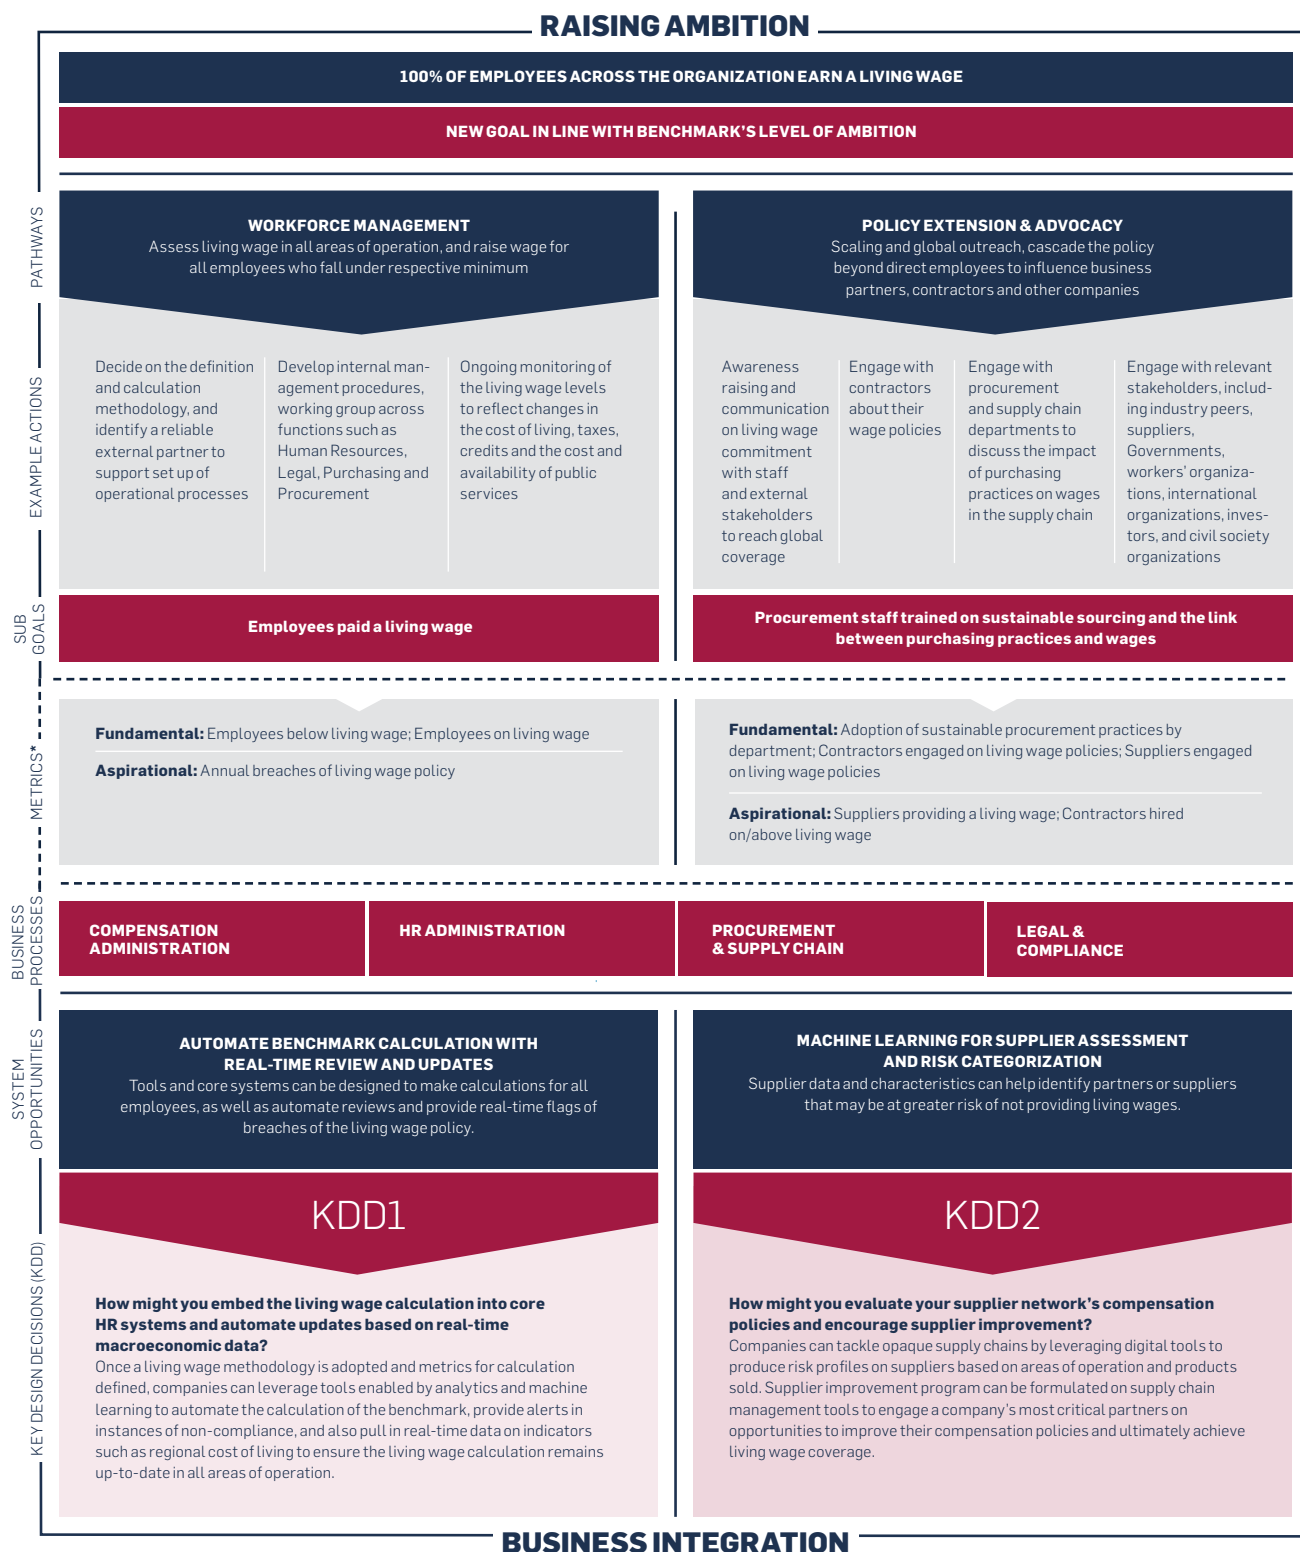 RAISING AMBITION
100% OF EMPLOYEES ACROSS THE ORGANIZATION EARN A LIVING WAGE
NEW GOAL IN LINE WITH BENCHMARK'S LEVEL OF AMBITION
PATHWAYS
WORKFORCE MANAGEMENT
Assess living wage in all areas of operation, and raise wage for
all employees who fall under respective minimum
POLICY EXTENSION & ADVOCACY
Scaling and global outreach, cascade the policy
beyond direct employees to influence business
partners, contractors and other companies
EXAMPLE ACTIONS
Decide on the definition
and calculation
methodology, and
identify a reliable
external partner to
support set up of
operational processes
Develop internal man-
agement procedures,
working group across
functions such as
Human Resources,
Legal, Purchasing and
Procurement
Ongoing monitoring of
the living wage levels
to reflect changes in
the cost of living, taxes,
credits and the cost and
availability of public
services
Awareness
raising and
communication
on living wage
commitment
with staff
and external
stakeholders
to reach global
coverage
Engage with
contractors
about their
wage policies
Engage with
procurement
and supply chain
departments to
discuss the impact
of purchasing
practices on wages
in the supply chain
Engage with relevant
stakeholders, includ-
ing industry peers,
suppliers,
Governments,
workers' organiza-
tions, international
organizations, inves-
tors, and civil society
organizations
SUB
GOALS
Employees paid a living wage
Procurement staff trained on sustainable sourcing and the link
between purchasing practices and wages
METRICS*
Fundamental: Employees below living wage; Employees on living wage
Aspirational: Annual breaches of living wage policy
Fundamental: Adoption of sustainable procurement practices by
department; Contractors engaged on living wage policies; Suppliers engaged
on living wage policies
Aspirational: Suppliers providing a living wage; Contractors hired
on/above living wage
BUSINESS
PROCESSES
COMPENSATION
ADMINISTRATION
HR ADMINISTRATION
PROCUREMENT
& SUPPLY CHAIN
LEGAL &
COMPLIANCE
SYSTEM
OPPORTUNITIES
AUTOMATE BENCHMARK CALCULATION WITH
REAL-TIME REVIEW AND UPDATES
Tools and core systems can be designed to make calculations for all
employees, as well as automate reviews and provide real-time flags of
breaches of the living wage policy.
MACHINE LEARNING FOR SUPPLIER ASSESSMENT
AND RISK CATEGORIZATION
Supplier data and characteristics can help identify partners or suppliers
that may be at greater risk of not providing living wages.
KEY DESIGN DECISIONS (KDD)
KDD1
How might you embed the living wage calculation into core
HR systems and automate updates based on real-time
macroeconomic data?
Once a living wage methodology is adopted and metrics for calculation
defined, companies can leverage tools enabled by analytics and machine
learning to automate the calculation of the benchmark, provide alerts in
instances of non-compliance, and also pull in real-time data on indicators
such as regional cost of living to ensure the living wage calculation remains
up-to-date in all areas of operation.
KDD2
How might you evaluate your supplier network's compensation
policies and encourage supplier improvement?
Companies can tackle opaque supply chains by leveraging digital tools to
produce risk profiles on suppliers based on areas of operation and products
sold. Supplier improvement program can be formulated on supply chain
management tools to engage a company's most critical partners on
opportunities to improve their compensation policies and ultimately achieve
living wage coverage.
BUSINESS INTEGRATION